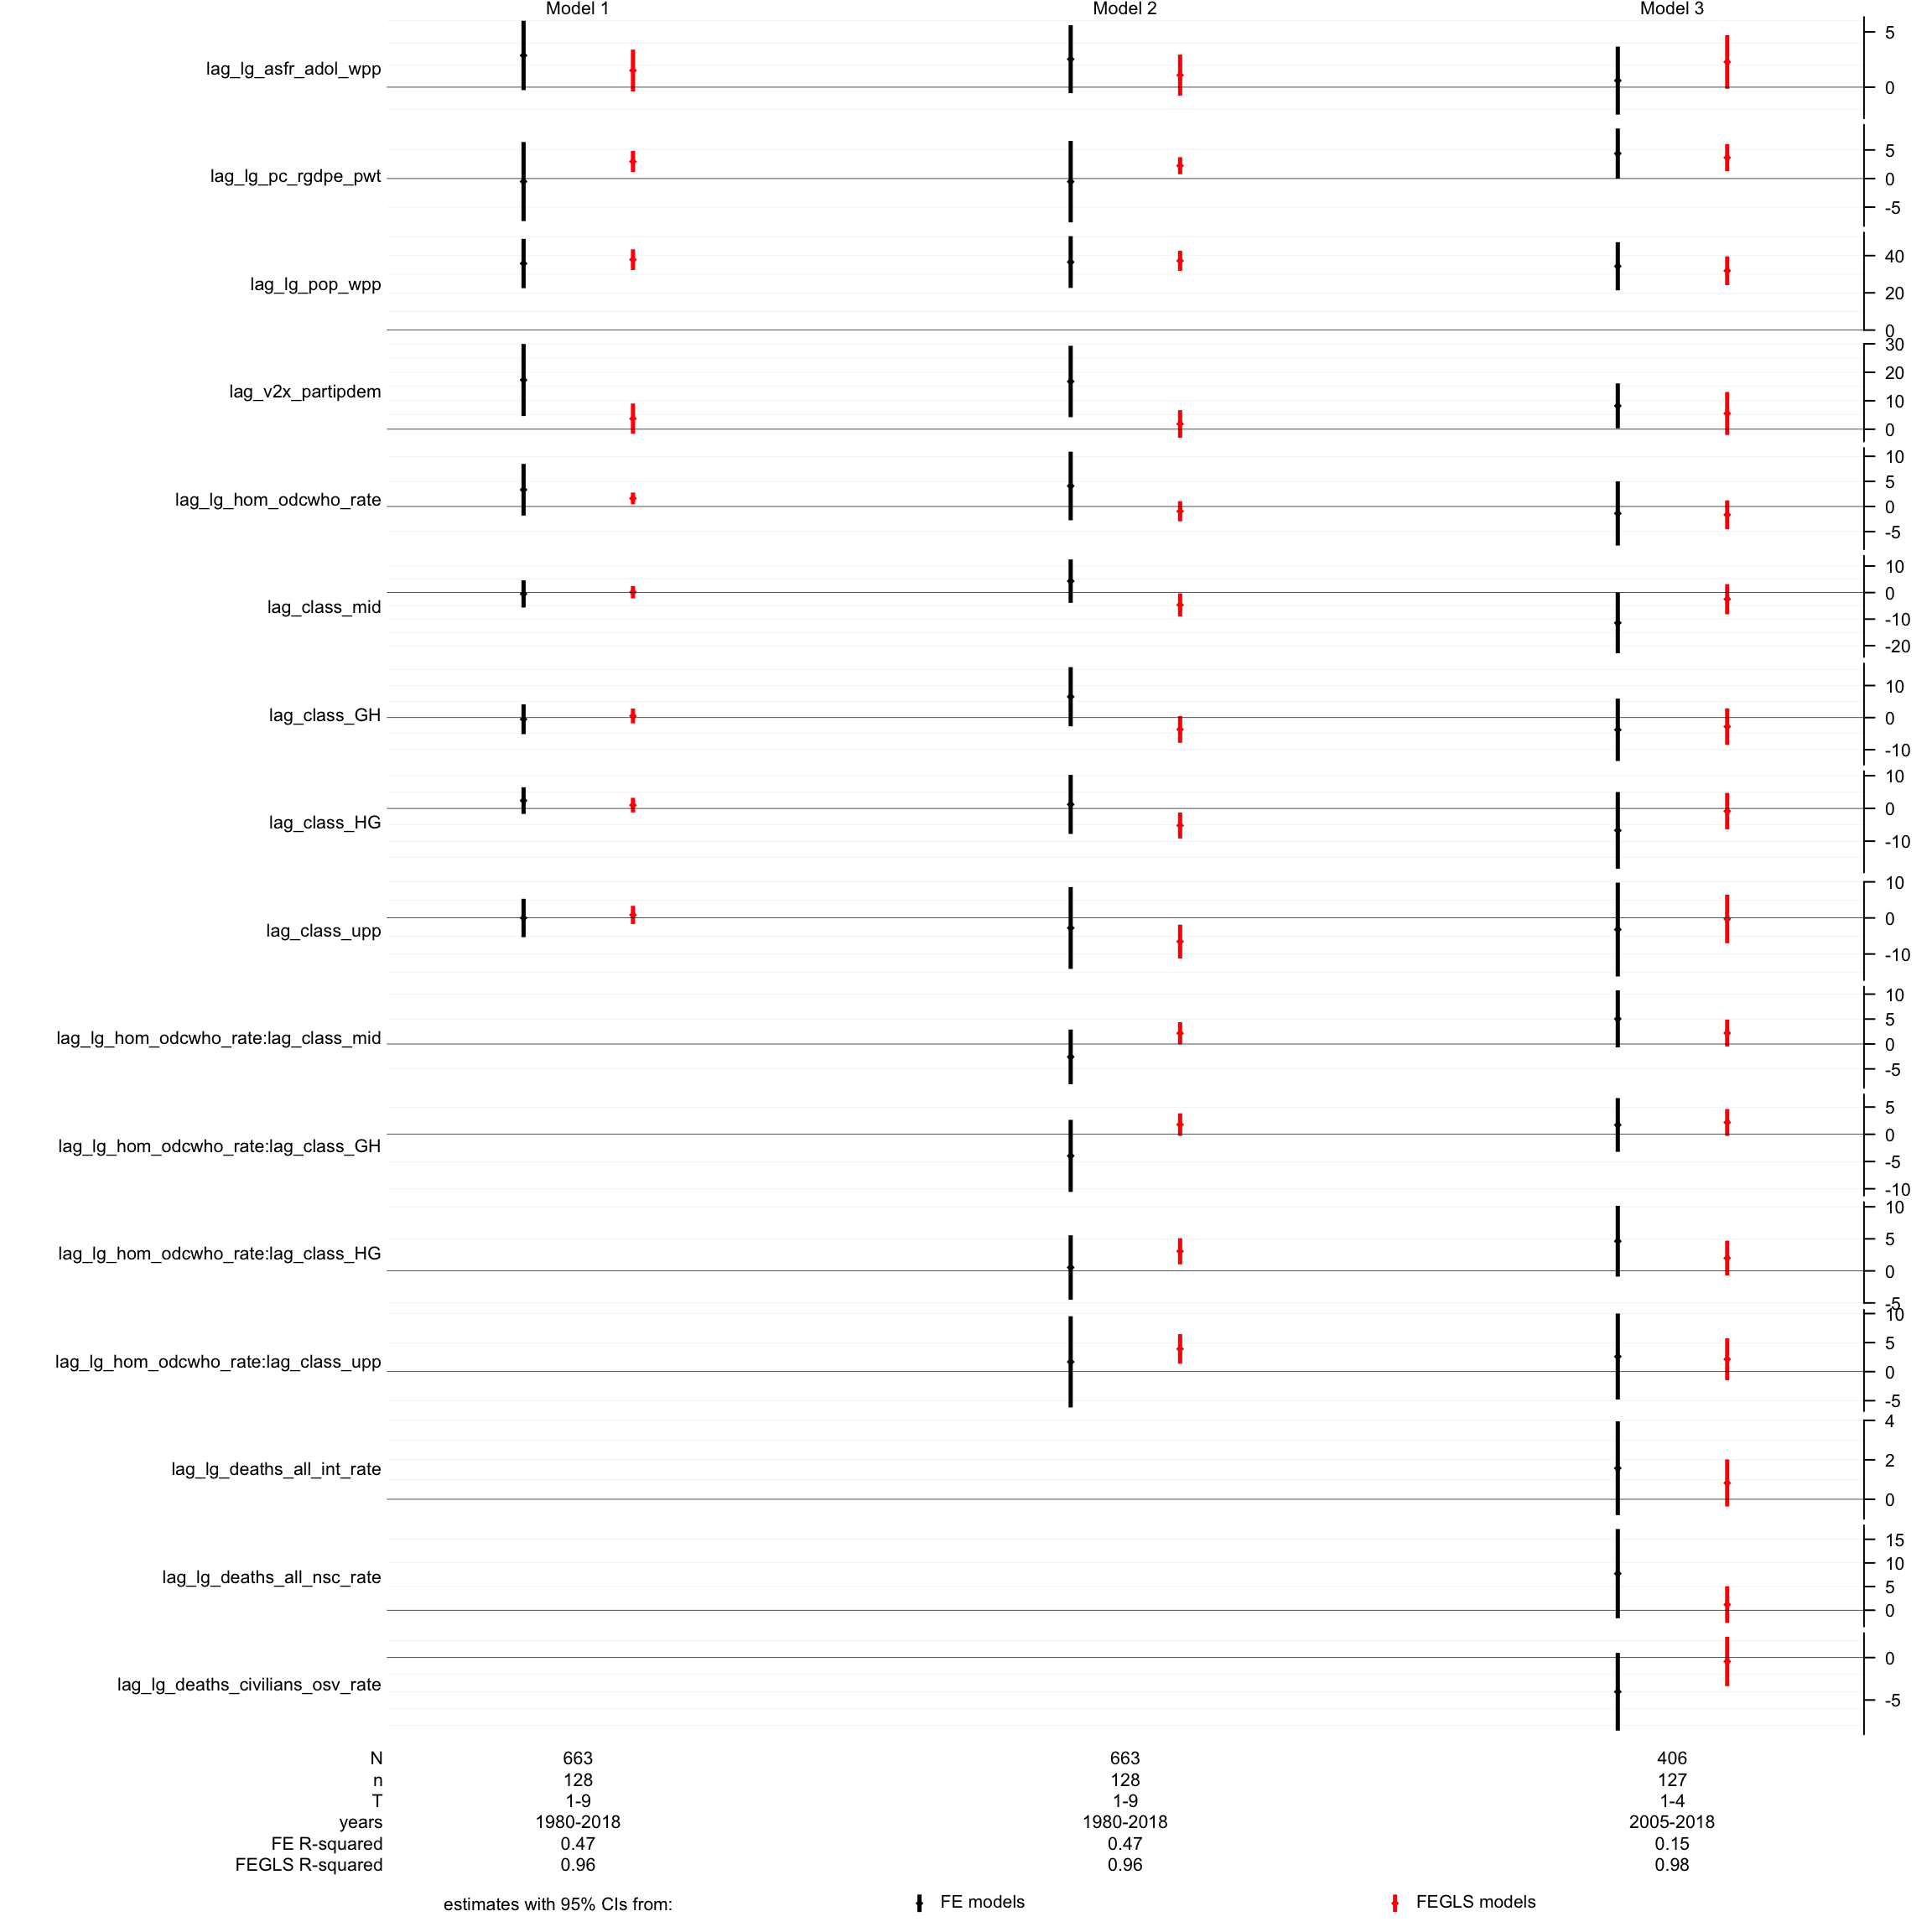 Model 1 Model 2 Model 3
lag_lg_asfr_adol_wpp 5 0
lag_lg_pc_rgdpe_pwt 5 0 -5
lag_lg_pop_wpp 40 20 0
lag_v2x_partipdem 30 20 10 0
lag_lg_hom_odcwho_rate 10 5 0 -5
lag_class_mid 10 0 -10 -20
lag_class_GH 10 0 -10
lag_class_HG 10 0 -10
lag_class_upp 10 0 -10
lag_lg_hom_odcwho_rate:lag_class_mid 10 5 0 -5
lag_lg_hom_odcwho_rate:lag_class_GH 5 0 -5 -10
lag_lg_hom_odcwho_rate:lag_class_HG 10 5 0 -5
lag_lg_hom_odcwho_rate:lag_class_upp 10 5 0 -5
lag_lg_deaths_all_int_rate 4 2 0
lag_lg_deaths_all_nsc_rate 15 10 5 0
lag_lg_deaths_civilians_osv_rate 0 -5
N 663 663 406
n 128 128 127
T 1-9 1-9 1-4
years 1980-2018 1980-2018 2005-2018
FE R-squared 0.47 0.47 0.15
FEGLS R-squared 0.96 0.96 0.98
estimates with 95% CIs from: FE models FEGLS models